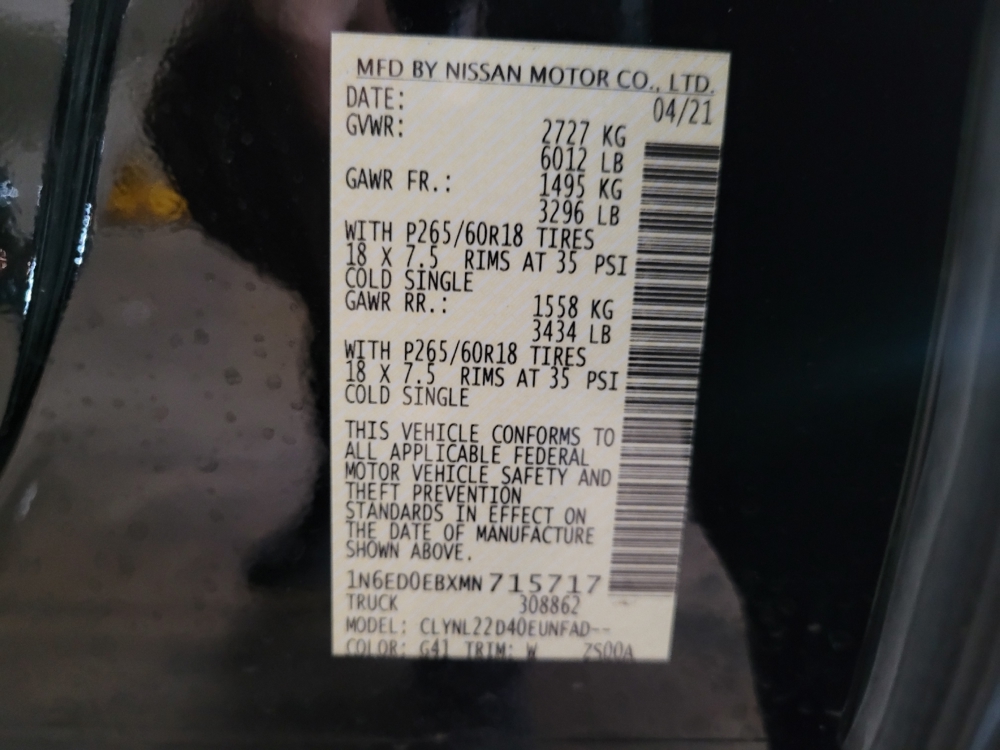 MFD BY NISSAN MOTOR CO., LTD.
DATE: 04/21
GVWR: 2727 KG
6012 LB
GAWR FR.: 1495 KG
3296 LB
WITH P265/60R18 TIRES
18 X 7.5 RIMS AT 35 PSI
COLD SINGLE
GAWR RR.: 1558 KG
3434 LB
WITH P265/60R18 TIRES
18 X 7.5 RIMS AT 35 PSI
COLD SINGLE
THIS VEHICLE CONFORMS TO
ALL APPLICABLE FEDERAL
MOTOR VEHICLE SAFETY AND
THEFT PREVENTION
STANDARDS IN EFFECT ON
THE DATE OF MANUFACTURE
SHOWN ABOVE.
1N6ED0EBXMN715717
TRUCK 308862
MODEL: CLYNL22D40EUNFAD--
COLOR: G41 TRIM: W ZS00A